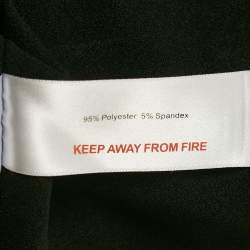 95% Polyester 5% Spandex
KEEP AWAY FROM FIRE